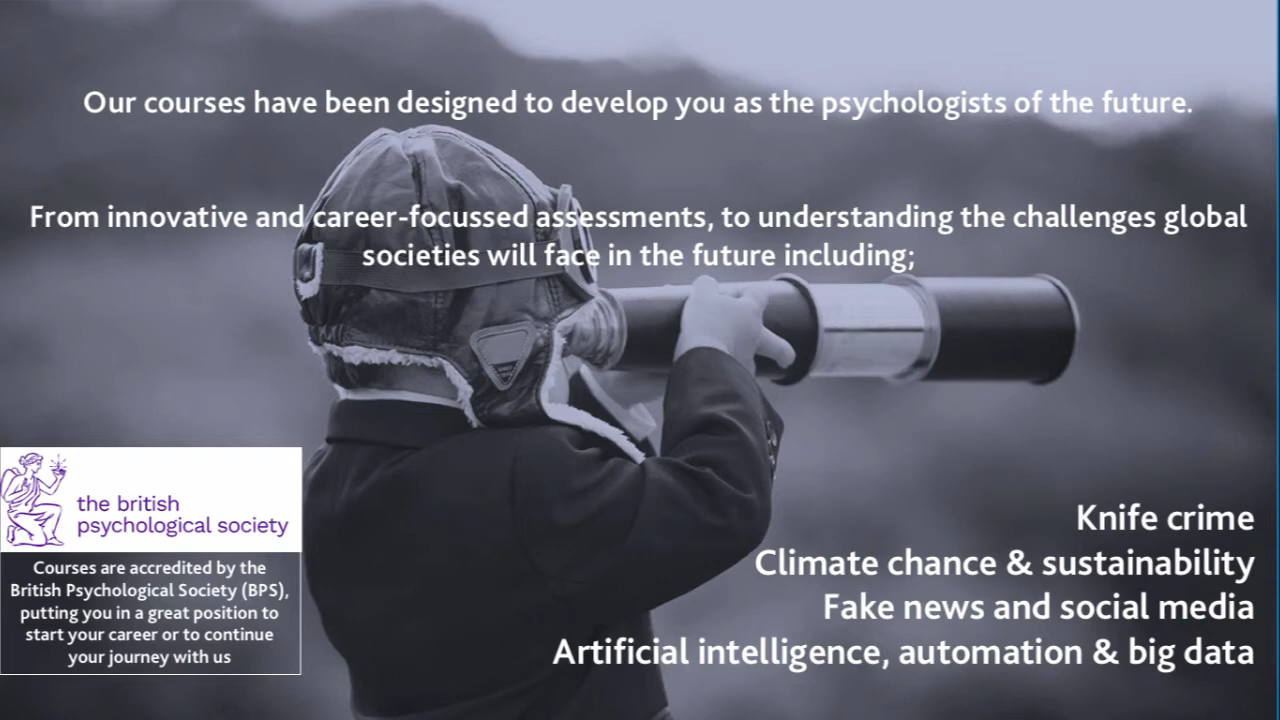 Our courses have been designed to develop you as the psychologists of the future.
From innovative and career-focussed assessments, to understanding the challenges global
societies will face in the future including;
the british
psychological society
Courses are accredited by the
British Psychological Society (BPS),
putting you in a great position to
start your career or to continue
your journey with us
Knife crime
Climate chance & sustainability
Fake news and social media
Artificial intelligence, automation & big data